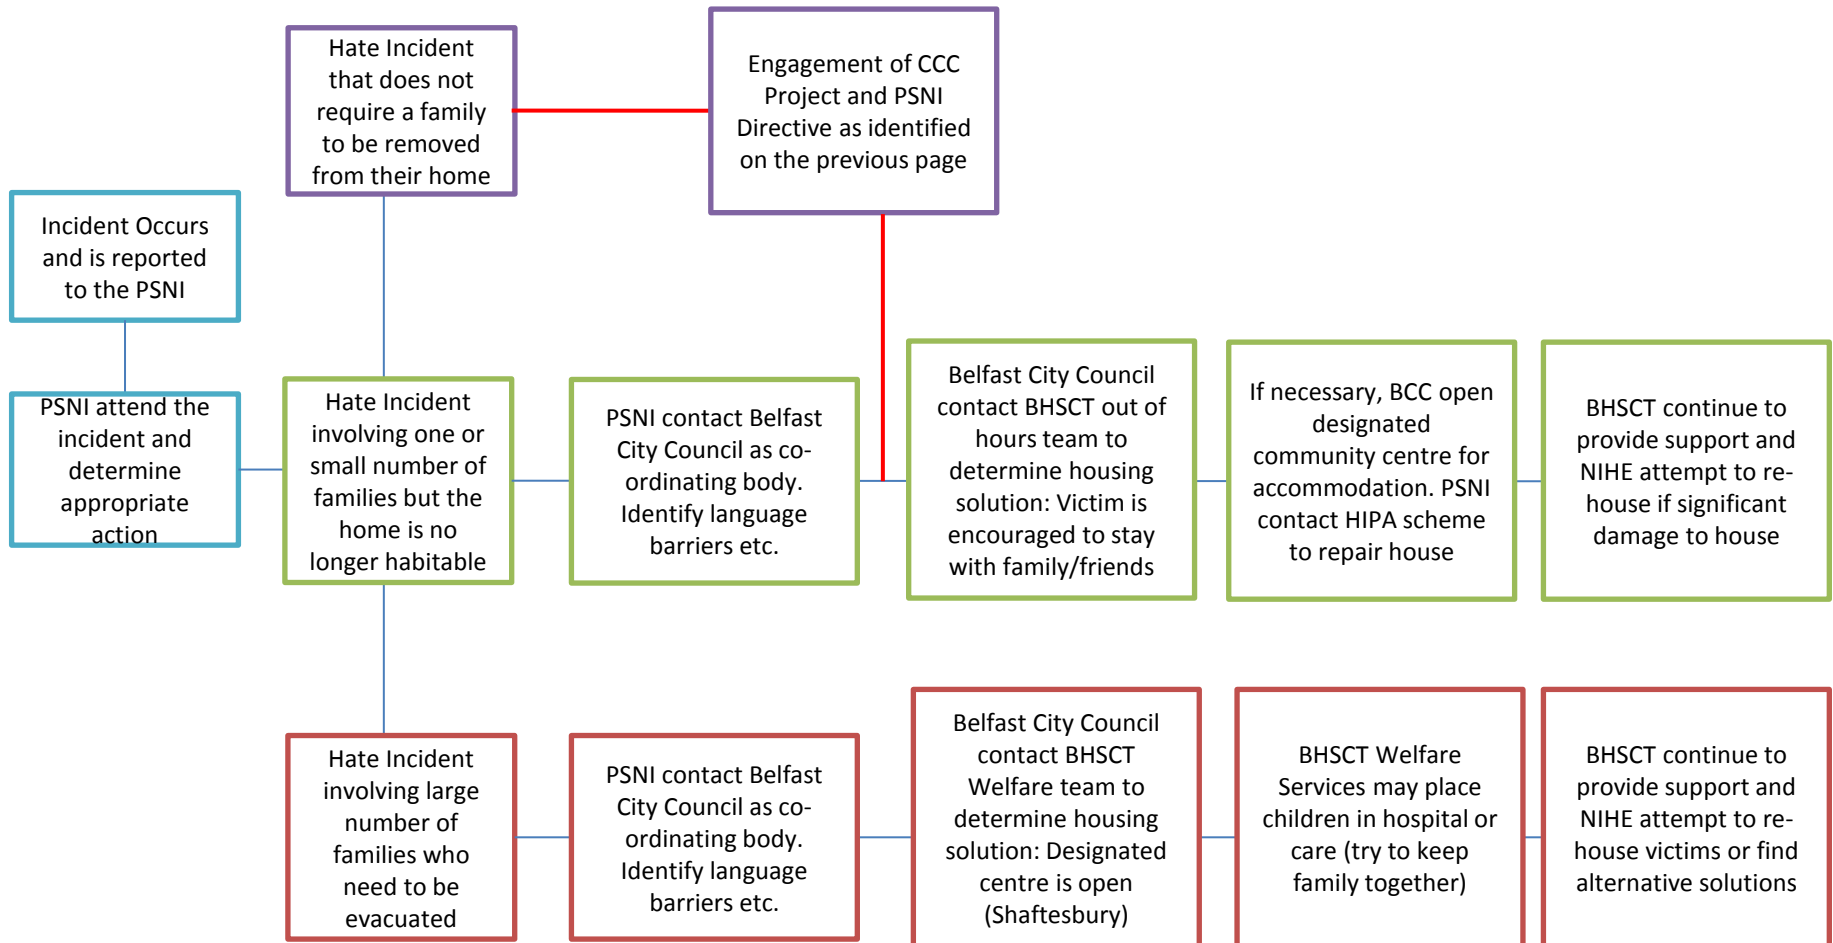 Hate Incident
that does not
require a family
to be removed
from their home
Engagement of CCC
Project and PSNI
Directive as identified
on the previous page
Incident Occurs
and is reported
to the PSNI
PSNI attend the
incident and
determine
appropriate
action
Hate Incident
involving one or
small number of
families but the
home is no
longer habitable
PSNI contact Belfast
City Council as co-
ordinating body.
Identify language
barriers etc.
Belfast City Council
contact BHSCT out of
hours team to
determine housing
solution: Victim is
encouraged to stay
with family/friends
If necessary, BCC open
designated
community centre for
accommodation. PSNI
contact HIPA scheme
to repair house
BHSCT continue to
provide support and
NIHE attempt to re-
house if significant
damage to house
Hate Incident
involving large
number of
families who
need to be
evacuated
PSNI contact Belfast
City Council as co-
ordinating body.
Identify language
barriers etc.
Belfast City Council
contact BHSCT
Welfare team to
determine housing
solution: Designated
centre is open
(Shaftesbury)
BHSCT Welfare
Services may place
children in hospital or
care (try to keep
family together)
BHSCT continue to
provide support and
NIHE attempt to re-
house victims or find
alternative solutions